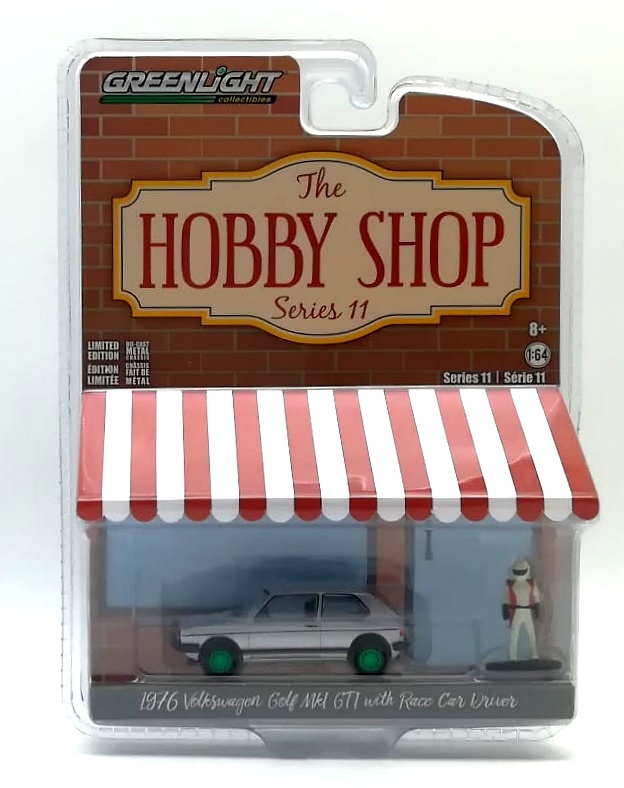 GREENLIGHT
collectibles
The
HOBBY SHOP
Series 11
8+
LIMITED EDITION
DIE-CAST METAL CHASSIS
1:64
ÉDITION LIMITÉE
CHÂSSIS FAIT DE MÉTAL
Series 11 | Série 11
1976 Volkswagen Golf Mk1 GTI with Race Car Driver